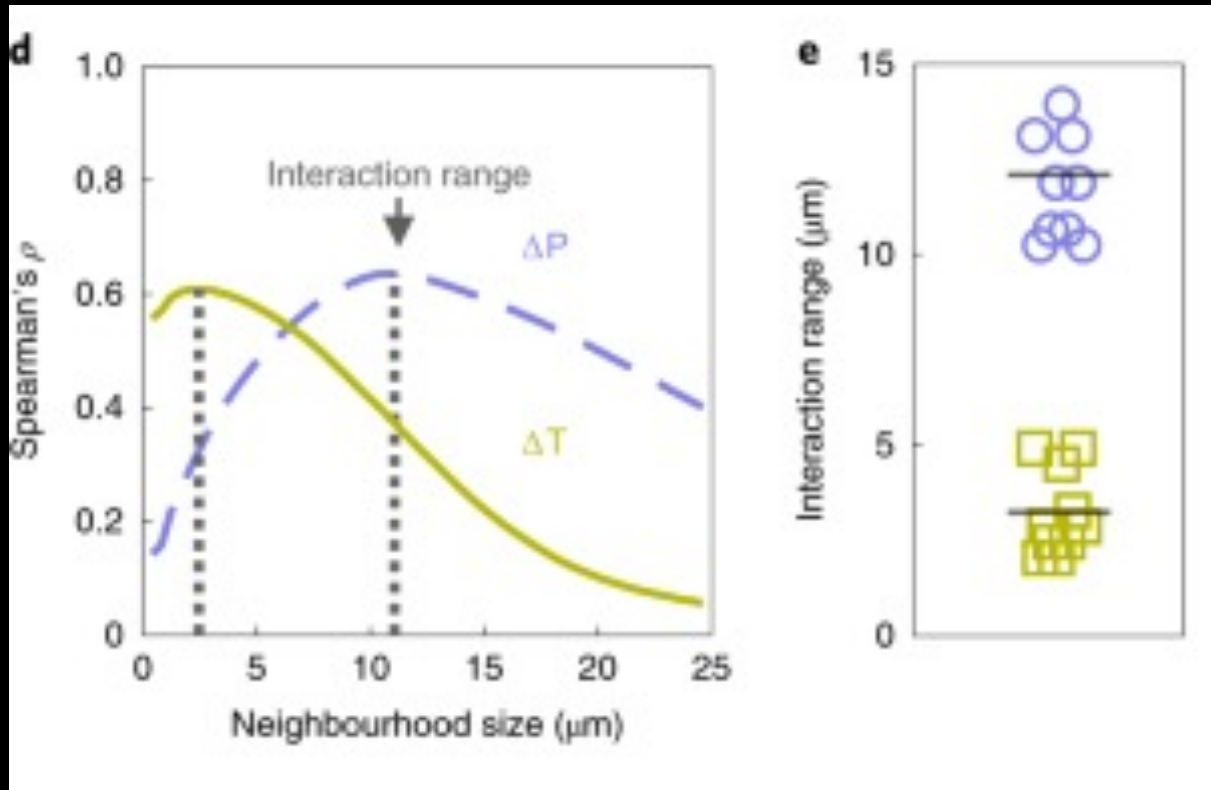 d
1.0
0.8
0.6
0.4
0.2
0
Spearman's ρ
Interaction range
ΔP
ΔT
0 5 10 15 20 25
Neighbourhood size (μm)
e
15
10
5
0
Interaction range (μm)